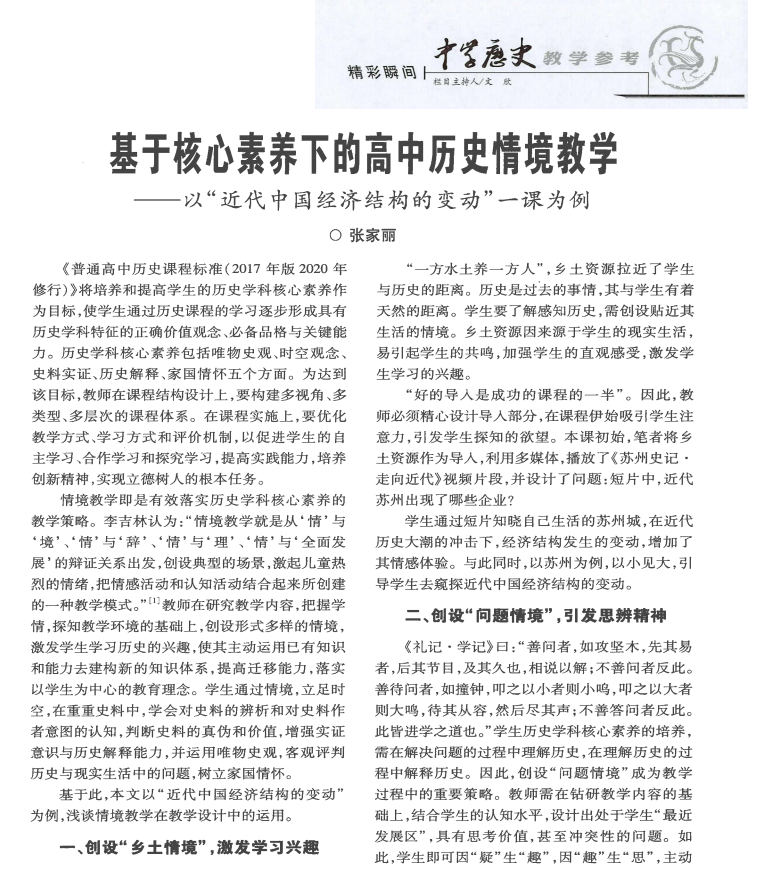 精彩瞬间
中学历史
教学参考
栏目主持人/文 欣
基于核心素养下的高中历史情境教学
——以“近代中国经济结构的变动”一课为例
○ 张家丽
《普通高中历史课程标准(2017 年版 2020 年
修行)》将培养和提高学生的历史学科核心素养作
为目标,使学生通过历史课程的学习逐步形成具有
历史学科特征的正确价值观念、必备品格与关键能
力。历史学科核心素养包括唯物史观、时空观念、
史料实证、历史解释、家国情怀五个方面。为达到
该目标,教师在课程结构设计上,要构建多视角、多
类型、多层次的课程体系。在课程实施上,要优化
教学方式、学习方式和评价机制,以促进学生的自
主学习、合作学习和探究学习,提高实践能力,培养
创新精神,实现立德树人的根本任务。
情境教学即是有效落实历史学科核心素养的
教学策略。李吉林认为:“情境教学就是从‘情’与
‘境’、‘情’与‘辞’、‘情’与‘理’、‘情’与‘全面发
展’的辩证关系出发,创设典型的场景,激起儿童热
烈的情绪,把情感活动和认知活动结合起来所创建
的一种教学模式。”[1]教师在研究教学内容,把握学
情,探知教学环境的基础上,创设形式多样的情境,
激发学生学习历史的兴趣,使其主动运用已有知识
和能力去建构新的知识体系,提高迁移能力,落实
以学生为中心的教育理念。学生通过情境,立足时
空,在重重史料中,学会对史料的辨析和对史料作
者意图的认知,判断史料的真伪和价值,增强实证
意识与历史解释能力,并运用唯物史观,客观评判
历史与现实生活中的问题,树立家国情怀。
基于此,本文以“近代中国经济结构的变动”
为例,浅谈情境教学在教学设计中的运用。
一、创设“乡土情境”,激发学习兴趣
“一方水土养一方人”,乡土资源拉近了学生
与历史的距离。历史是过去的事情,其与学生有着
天然的距离。学生要了解感知历史,需创设贴近其
生活的情境。乡土资源因来源于学生的现实生活,
易引起学生的共鸣,加强学生的直观感受,激发学
生学习的兴趣。
“好的导入是成功的课程的一半”。因此,教
师必须精心设计导入部分,在课程伊始吸引学生注
意力,引发学生探知的欲望。本课初始,笔者将乡
土资源作为导入,利用多媒体,播放了《苏州史记·
走向近代》视频片段,并设计了问题:短片中,近代
苏州出现了哪些企业?
学生通过短片知晓自己生活的苏州城,在近代
历史大潮的冲击下,经济结构发生的变动,增加了
其情感体验。与此同时,以苏州为例,以小见大,引
导学生去窥探近代中国经济结构的变动。
二、创设“问题情境”,引发思辨精神
《礼记·学记》曰:“善问者,如攻坚木,先其易
者,后其节目,及其久也,相说以解;不善问者反此。
善待问者,如撞钟,叩之以小者则小鸣,叩之以大者
则大鸣,待其从容,然后尽其声;不善答问者反此。
此皆进学之道也。”学生历史学科核心素养的培养,
需在解决问题的过程中理解历史,在理解历史的过
程中解释历史。因此,创设“问题情境”成为教学
过程中的重要策略。教师需在钻研教学内容的基
础上,结合学生的认知水平,设计出处于学生“最近
发展区”,具有思考价值,甚至冲突性的问题。如
此,学生即可因“疑”生“趣”,因“趣”生“思”,主动